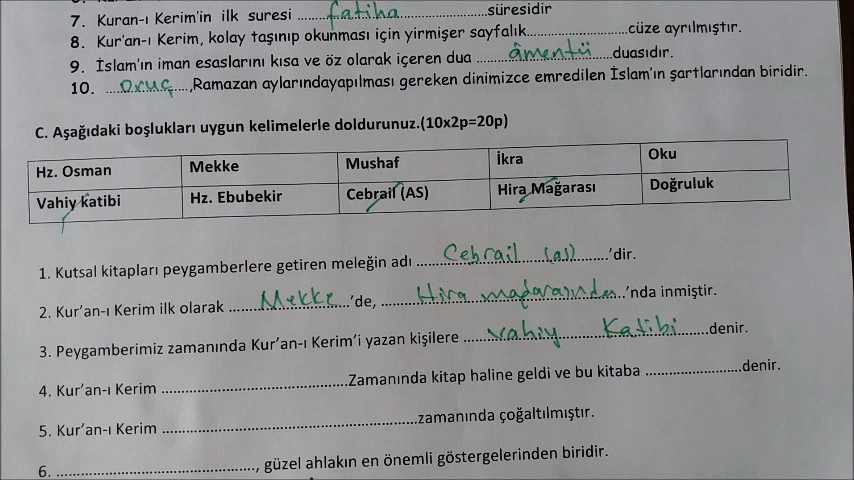 7. Kuran-ı Kerim'in ilk suresi ......fatiha......süresidir
8. Kur'an-ı Kerim, kolay taşınıp okunması için yirmişer sayfalık............cüze ayrılmıştır.
9. İslam'ın iman esaslarını kısa ve öz olarak içeren dua ......âmentü......duasıdır.
10. ...oruç...,Ramazan aylarındayapılması gereken dinimizce emredilen İslam'ın şartlarından biridir.
C. Aşağıdaki boşlukları uygun kelimelerle doldurunuz.(10x2p=20p)
Hz. Osman Mekke Mushaf İkra Oku
Vahiy katibi Hz. Ebubekir Cebrail (AS) Hira Mağarası Doğruluk
1. Kutsal kitapları peygamberlere getiren meleğin adı ......Cebrail (as)......'dir.
2. Kur'an-ı Kerim ilk olarak ......Mekke......'de, ......Hira mağarasında......'nda inmiştir.
3. Peygamberimiz zamanında Kur'an-ı Kerim'i yazan kişilere ......vahiy Katibi......denir.
4. Kur'an-ı Kerim ............Zamanında kitap haline geldi ve bu kitaba ............denir.
5. Kur'an-ı Kerim ............zamanında çoğaltılmıştır.
6. ............, güzel ahlakın en önemli göstergelerinden biridir.